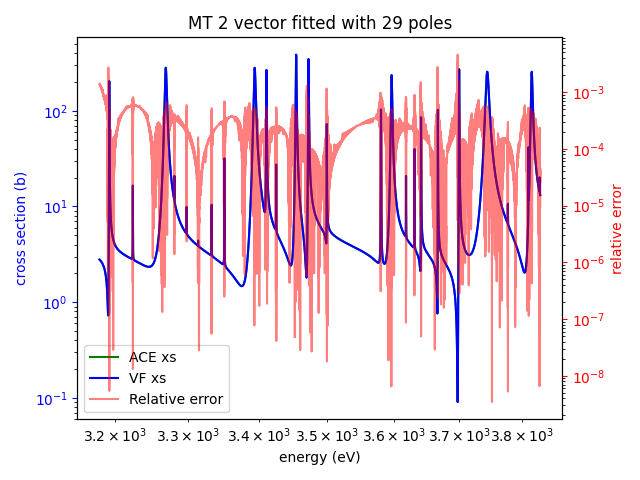 MT 2 vector fitted with 29 poles
cross section (b)
10²
10¹
10⁰
10⁻¹
10⁻³
10⁻⁴
10⁻⁵
10⁻⁶
10⁻⁷
10⁻⁸
relative error
ACE xs
VF xs
Relative error
3.2 × 10³ 3.3 × 10³ 3.4 × 10³ 3.5 × 10³ 3.6 × 10³ 3.7 × 10³ 3.8 × 10³
energy (eV)